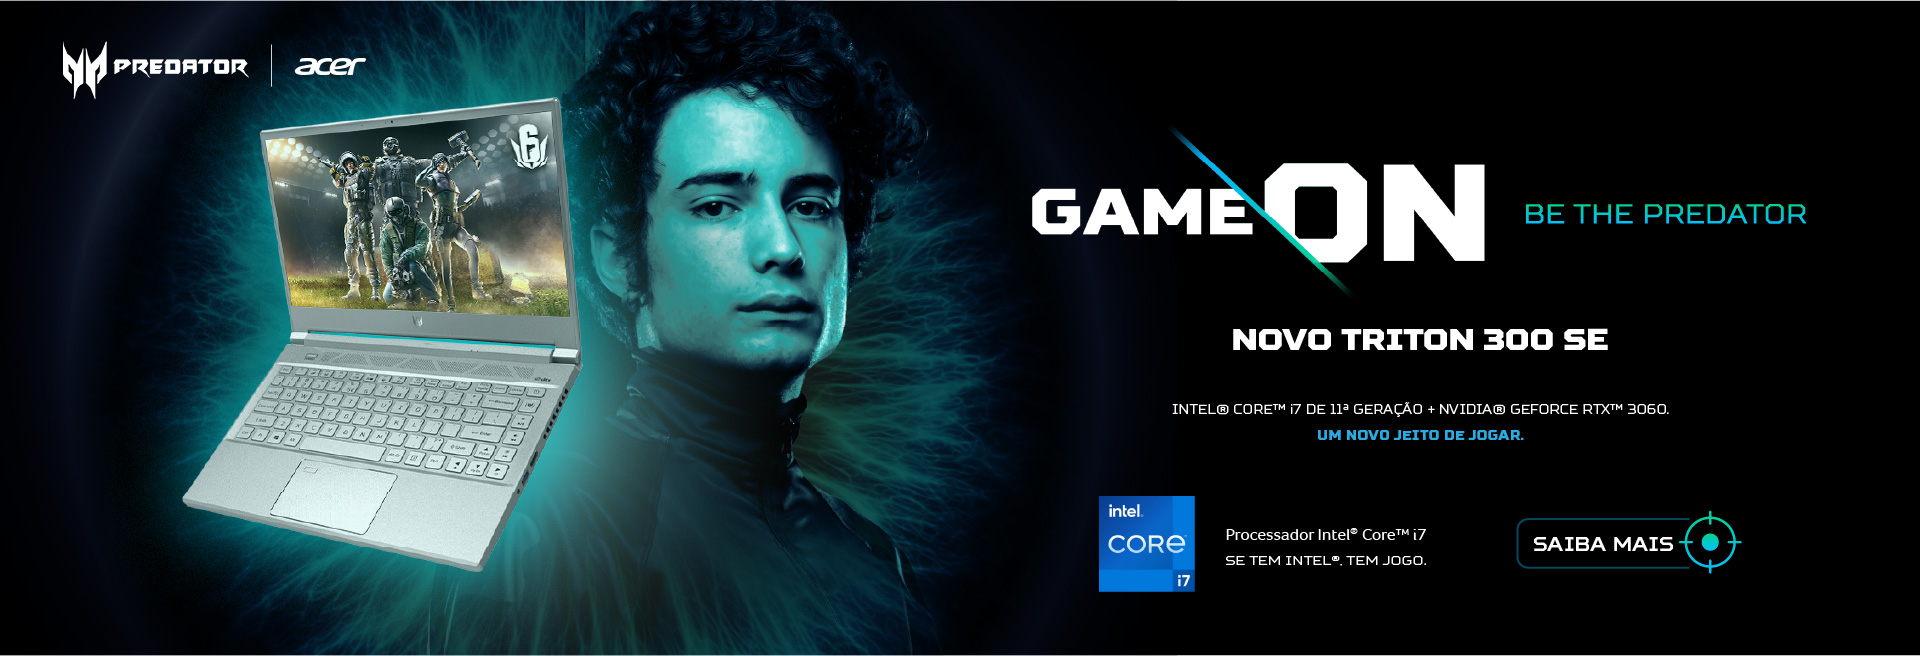 PREDATOR
acer
6
GAME ON
BE THE PREDATOR
NOVO TRITON 300 SE
INTEL® CORE™ i7 DE 11ª GERAÇÃO + NVIDIA® GEFORCE RTX™ 3060.
UM NOVO JEITO DE JOGAR.
intel.
CORE
i7
Processador Intel® Core™ i7
SE TEM INTEL®, TEM JOGO.
SAIBA MAIS